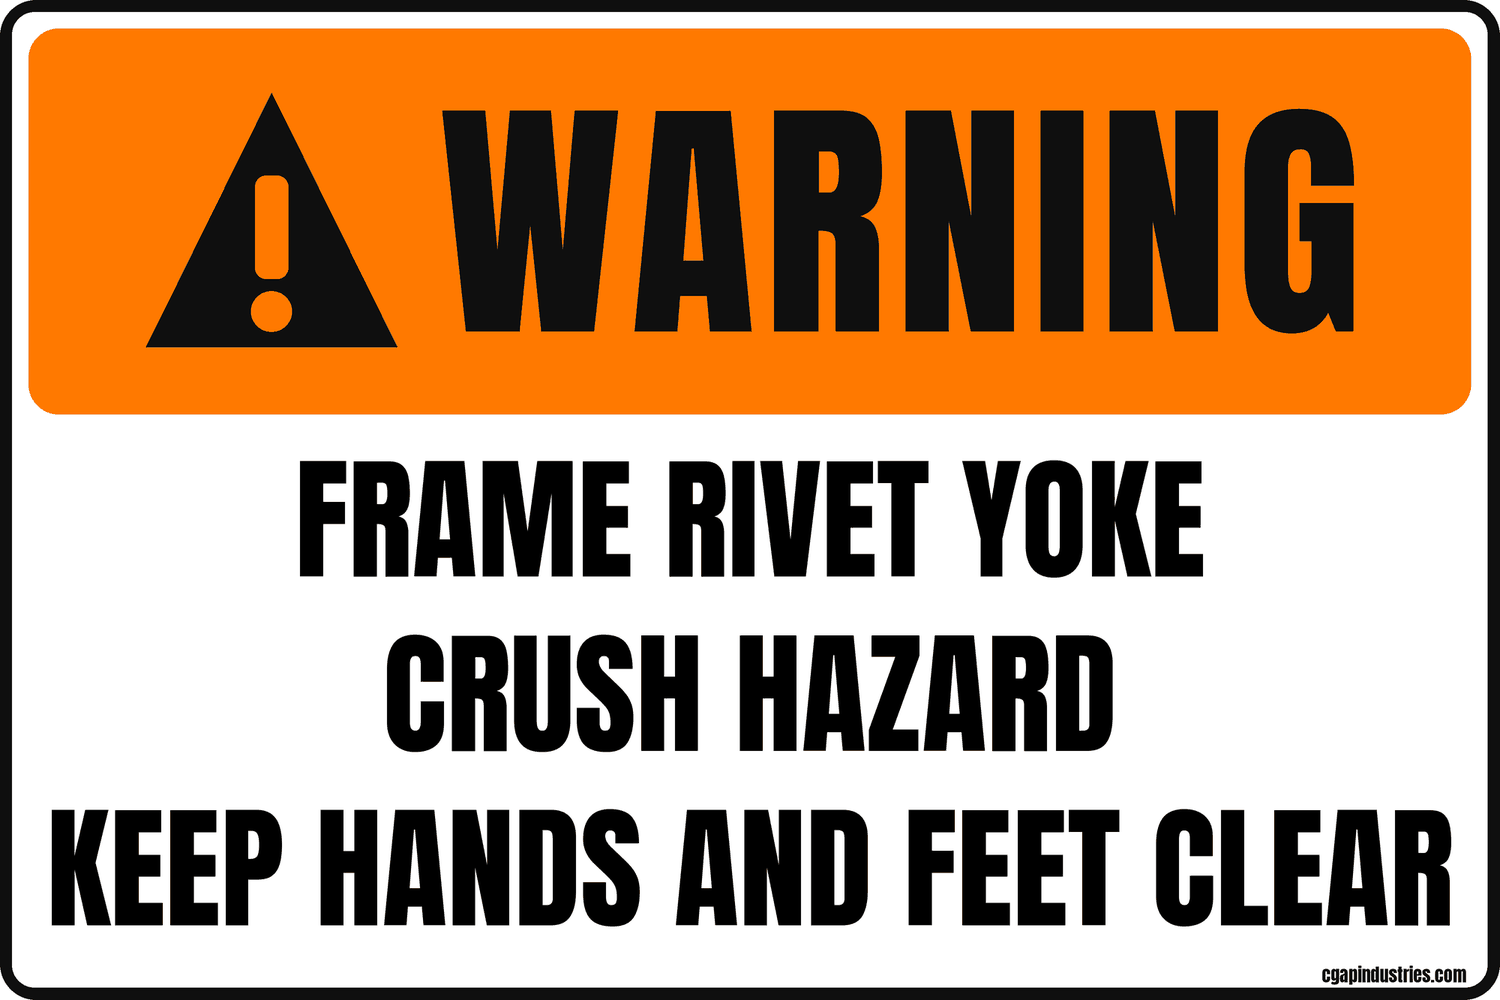 WARNING
FRAME RIVET YOKE
CRUSH HAZARD
KEEP HANDS AND FEET CLEAR
cgapindustries.com